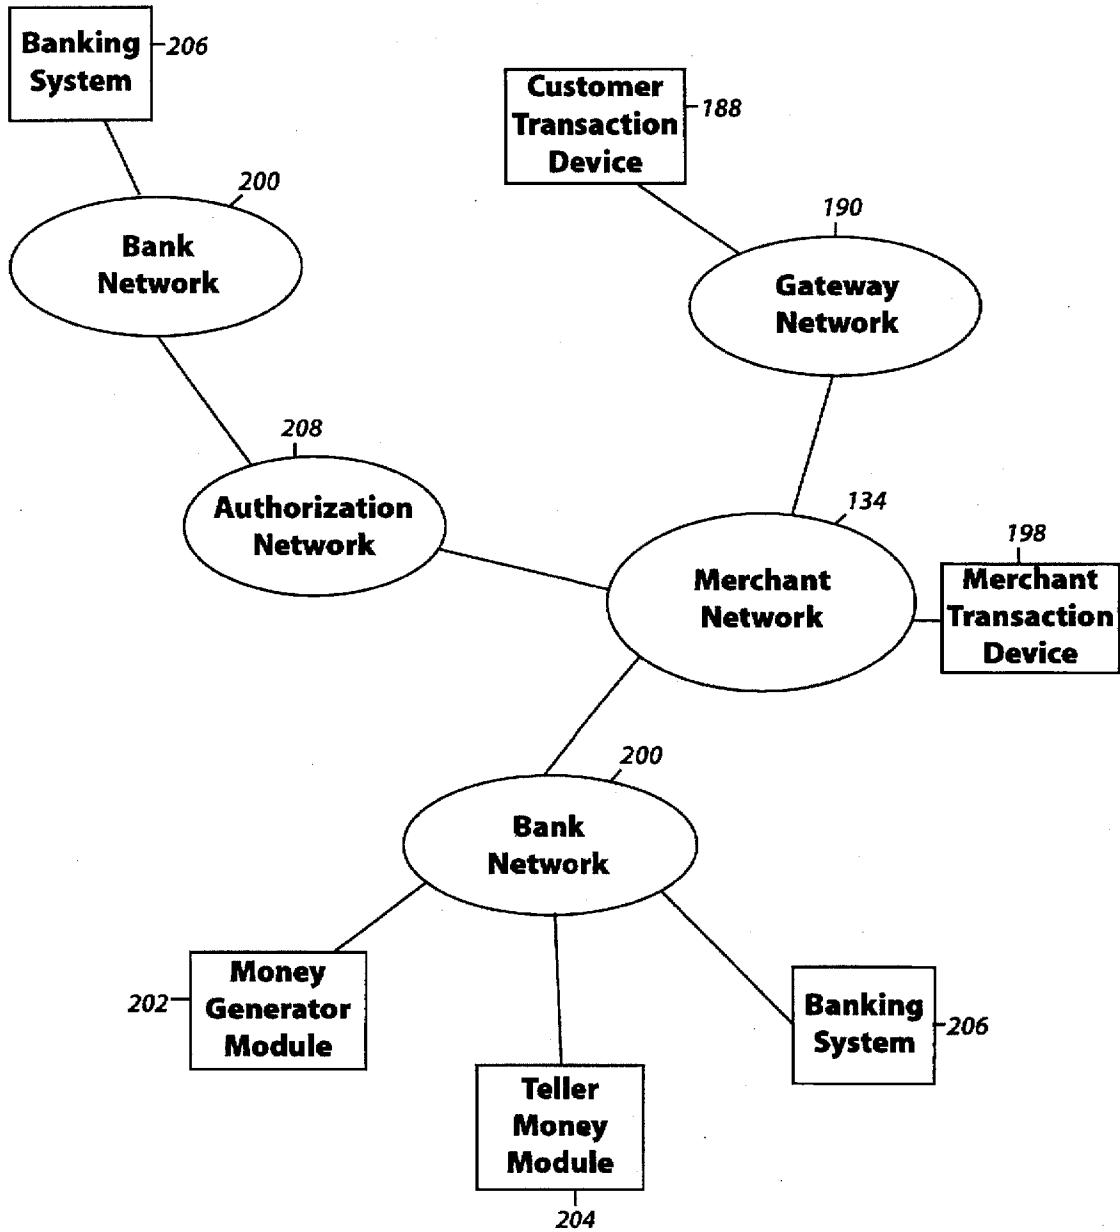 Banking
System
206
Customer
Transaction
Device
188
200
Bank
Network
190
Gateway
Network
208
Authorization
Network
134
Merchant
Network
198
Merchant
Transaction
Device
200
Bank
Network
202
Money
Generator
Module
Banking
System
206
Teller
Money
Module
204